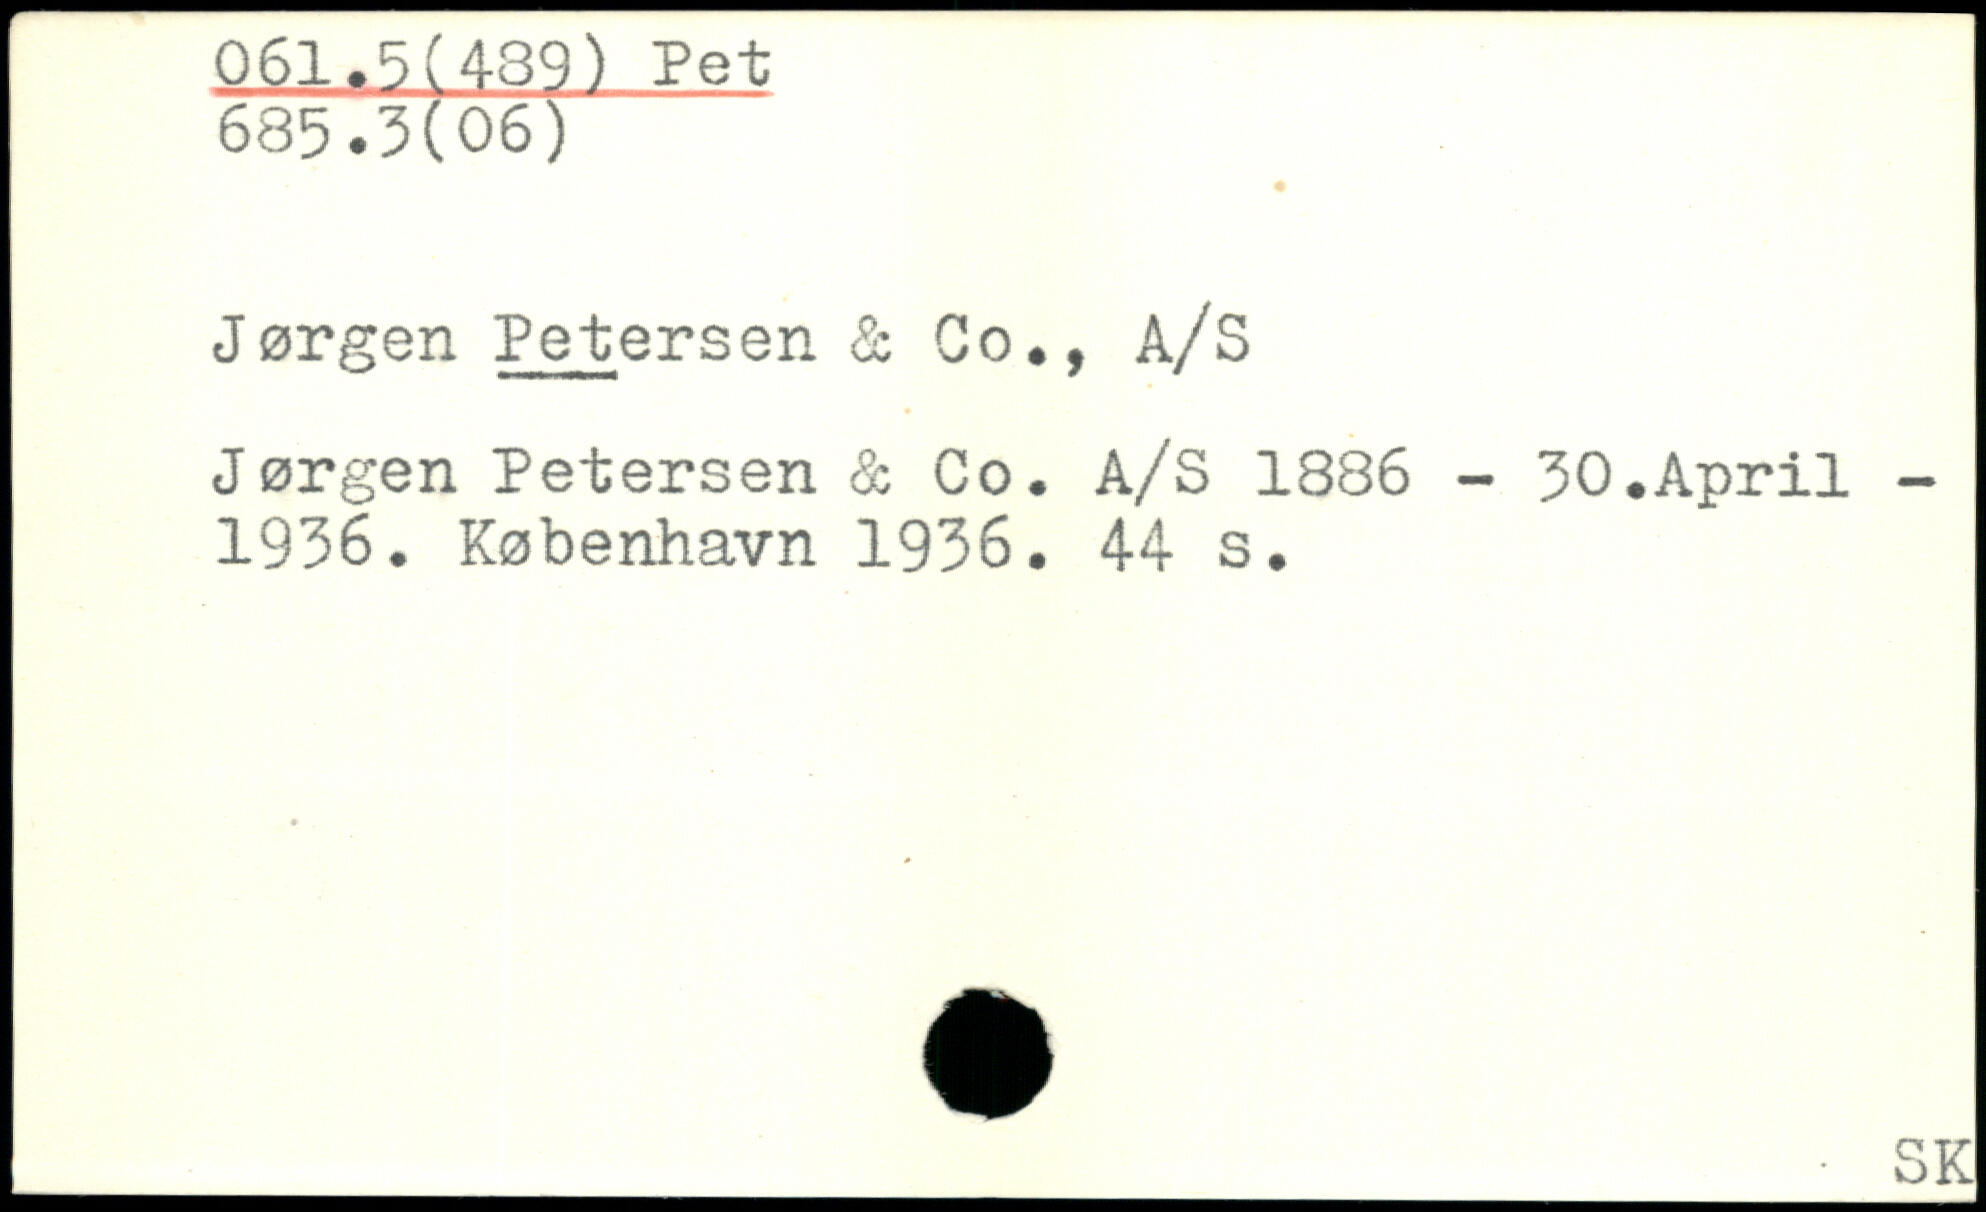 061.5(489) Pet
685.3(06)
Jørgen Petersen & Co., A/S
Jørgen Petersen & Co. A/S 1886 - 30.April -
1936. København 1936. 44 s.
SK